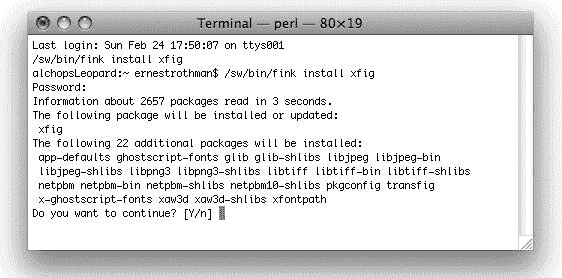 Terminal — perl — 80×19
Last login: Sun Feb 24 17:50:07 on ttys001
/sw/bin/fink install xfig
alchopsLeopard:~ ernestrothman$ /sw/bin/fink install xfig
Password:
Information about 2657 packages read in 3 seconds.
The following package will be installed or updated:
xfig
The following 22 additional packages will be installed:
app-defaults ghostscript-fonts glib glib-shlibs libjpeg libjpeg-bin
libjpeg-shlibs libpng3 libpng3-shlibs libtiff libtiff-bin libtiff-shlibs
netpbm netpbm-bin netpbm-shlibs netpbm10-shlibs pkgconfig transfig
x-ghostscript-fonts xaw3d xaw3d-shlibs xfontpath
Do you want to continue? [Y/n]